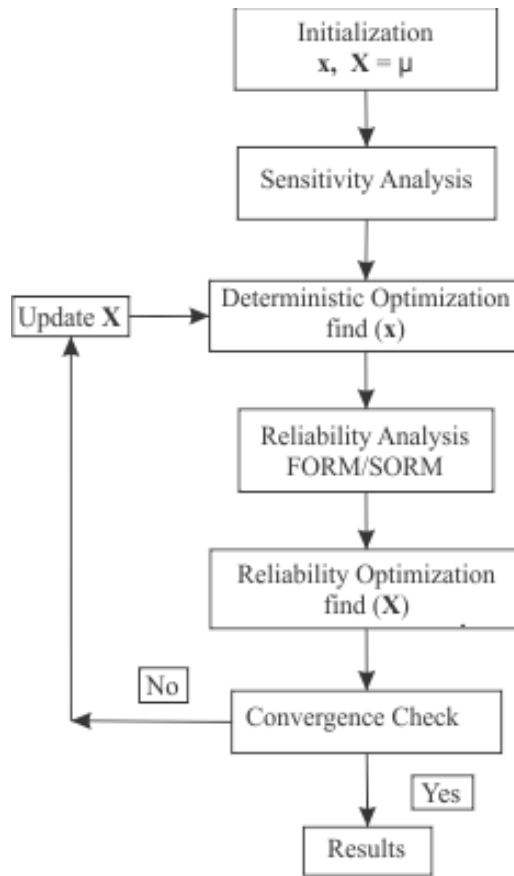 Initialization
x, X = μ
Sensitivity Analysis
Update X
Deterministic Optimization
find (x)
Reliability Analysis
FORM/SORM
Reliability Optimization
find (X)
No
Convergence Check
Yes
Results